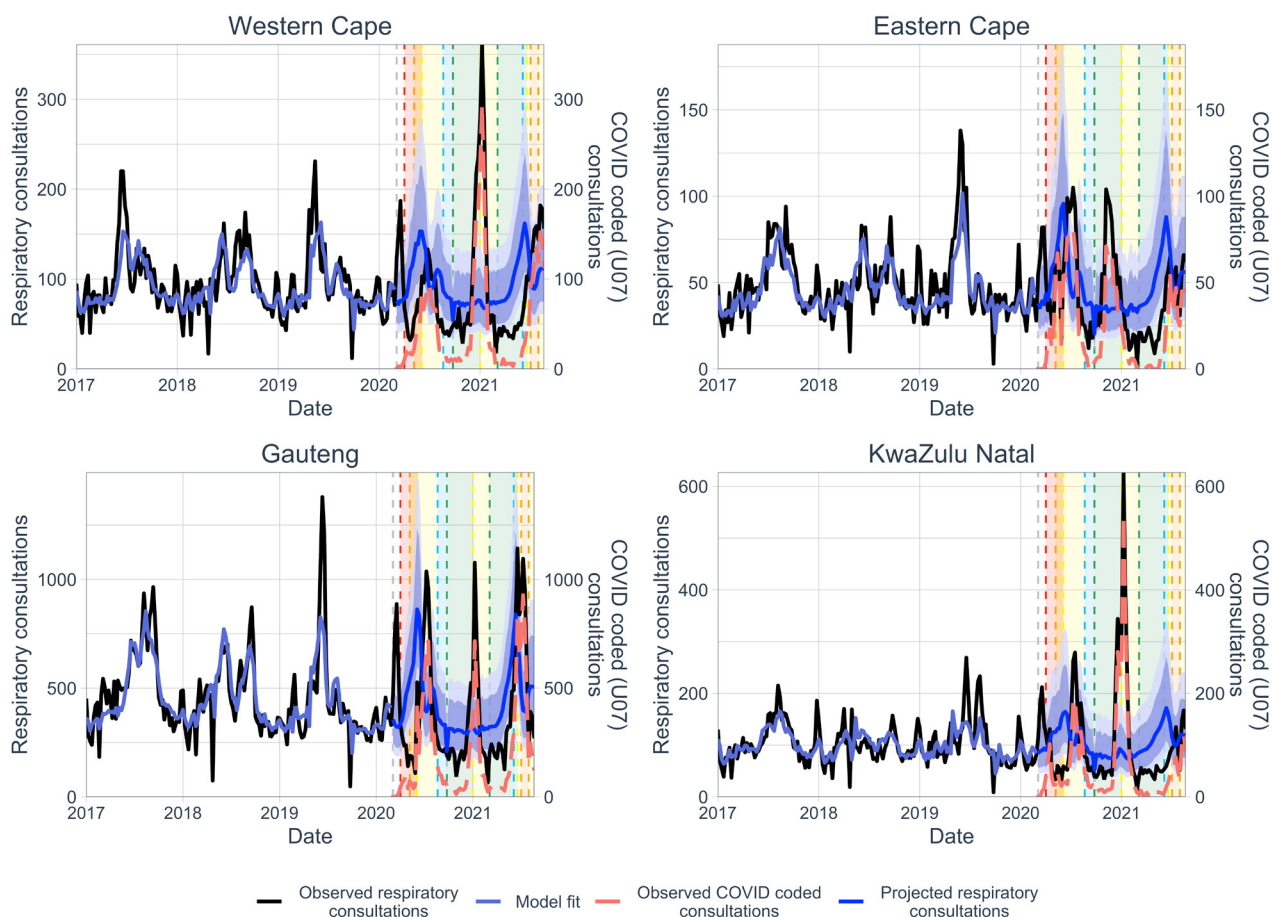 Western Cape
Eastern Cape
Respiratory consultations
300
200
100
0
2017
2018
2019
2020
2021
Date
300
200
100
0
COVID coded (U07)
consultations
Respiratory consultations
150
100
50
0
2017
2018
2019
2020
2021
Date
150
100
50
0
COVID coded (U07)
consultations
Gauteng
KwaZulu Natal
Respiratory consultations
1000
500
0
2017
2018
2019
2020
2021
Date
1000
500
0
COVID coded (U07)
consultations
Respiratory consultations
600
400
200
0
2017
2018
2019
2020
2021
Date
600
400
200
0
COVID coded (U07)
consultations
Observed respiratory
consultations
Model fit
Observed COVID coded
consultations
Projected respiratory
consultations